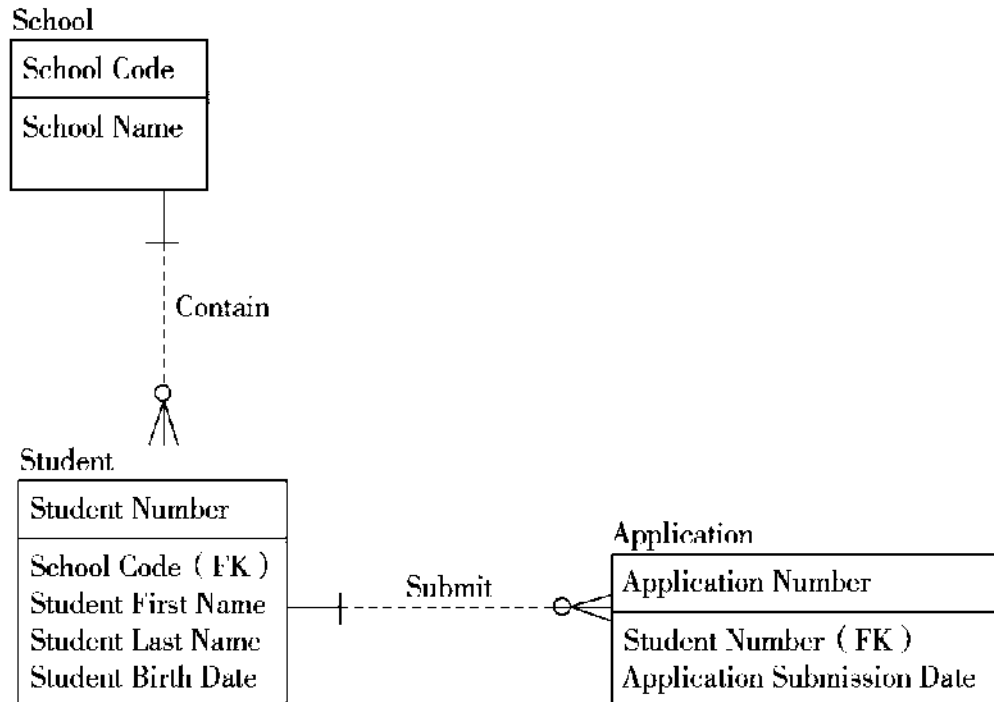 School
School Code
School Name
Contain
Student
Student Number
School Code ( FK )
Student First Name
Student Last Name
Student Birth Date
Submit
Application
Application Number
Student Number ( FK )
Application Submission Date